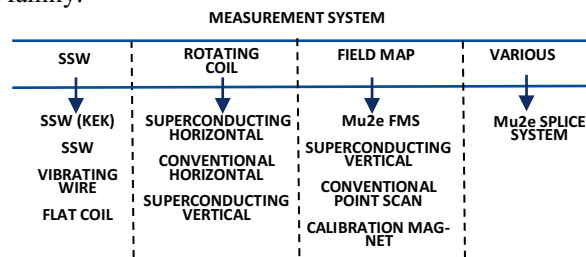 family.
MEASUREMENT SYSTEM
SSW
ROTATING
COIL
FIELD MAP
VARIOUS
SSW (KEK)
SSW
VIBRATING
WIRE
FLAT COIL
SUPERCONDUCTING
HORIZONTAL
CONVENTIONAL
HORIZONTAL
SUPERCONDUCTING
VERTICAL
Mu2e FMS
SUPERCONDUCTING
VERTICAL
CONVENTIONAL
POINT SCAN
CALIBRATION MAG-
NET
Mu2e SPLICE
SYSTEM